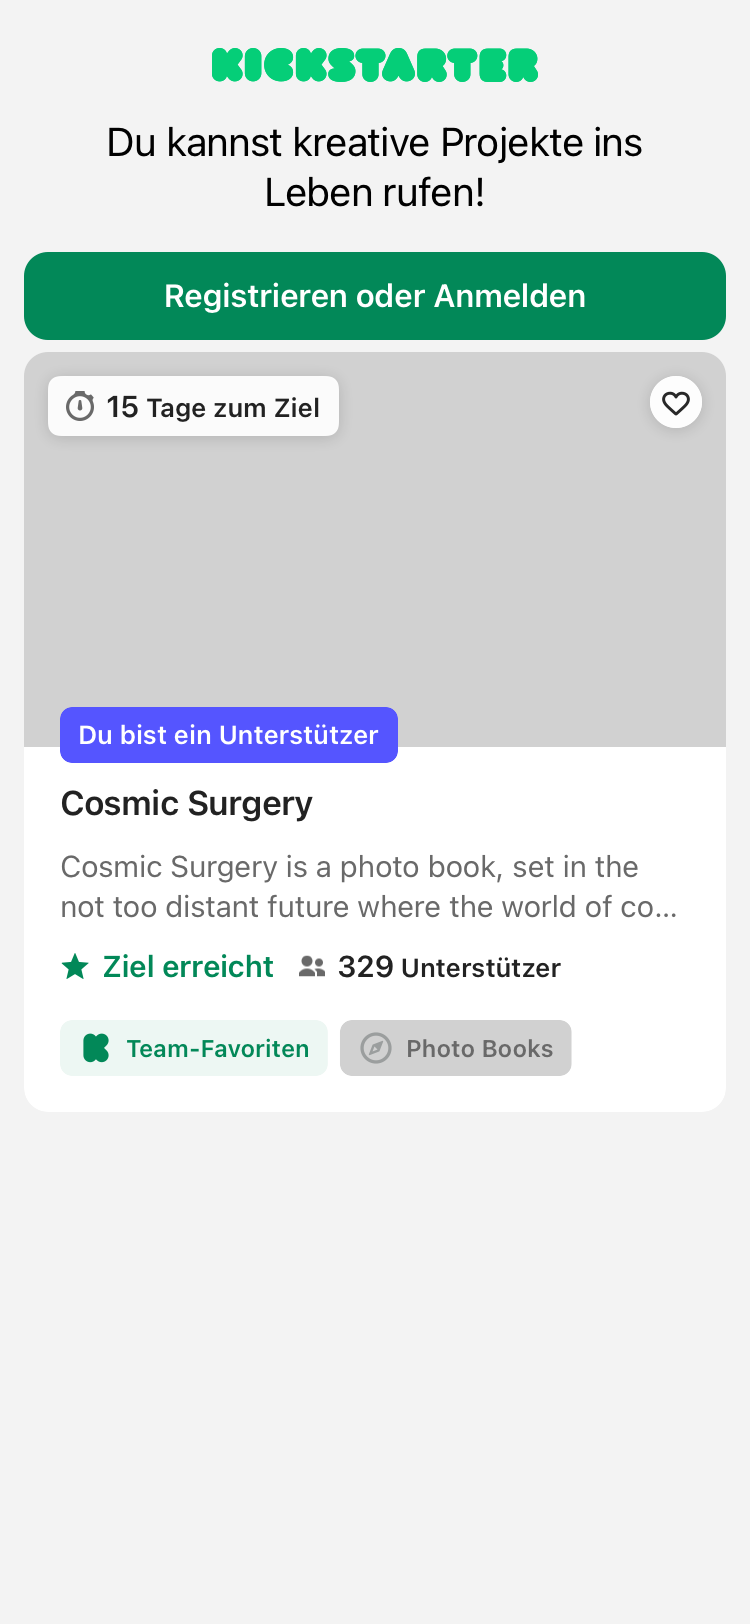 KICKSTARTER
Du kannst kreative Projekte ins
Leben rufen!
Registrieren oder Anmelden
15 Tage zum Ziel
Du bist ein Unterstützer
Cosmic Surgery
Cosmic Surgery is a photo book, set in the
not too distant future where the world of co...
Ziel erreicht 329 Unterstützer
Team-Favoriten Photo Books